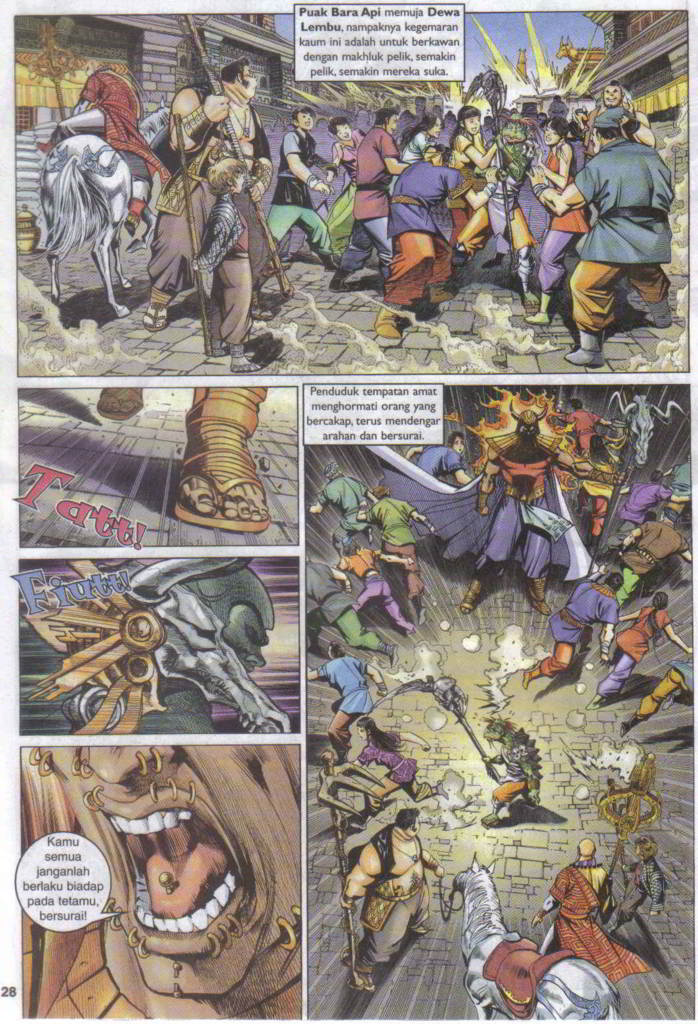 Puak Bara Api memuja Dewa
Lembu, nampaknya kegemaran
kaum ini adalah untuk berkawan
dengan makhluk pelik, semakin
pelik, semakin mereka suka.
Tatt!
Penduduk tempatan amat
menghormati orang yang
bercakap, terus mendengar
arahan dan bersurai.
Fiutt!
Kamu
semua
janganlah
berlaku biadap
pada tetamu,
bersurai!
28